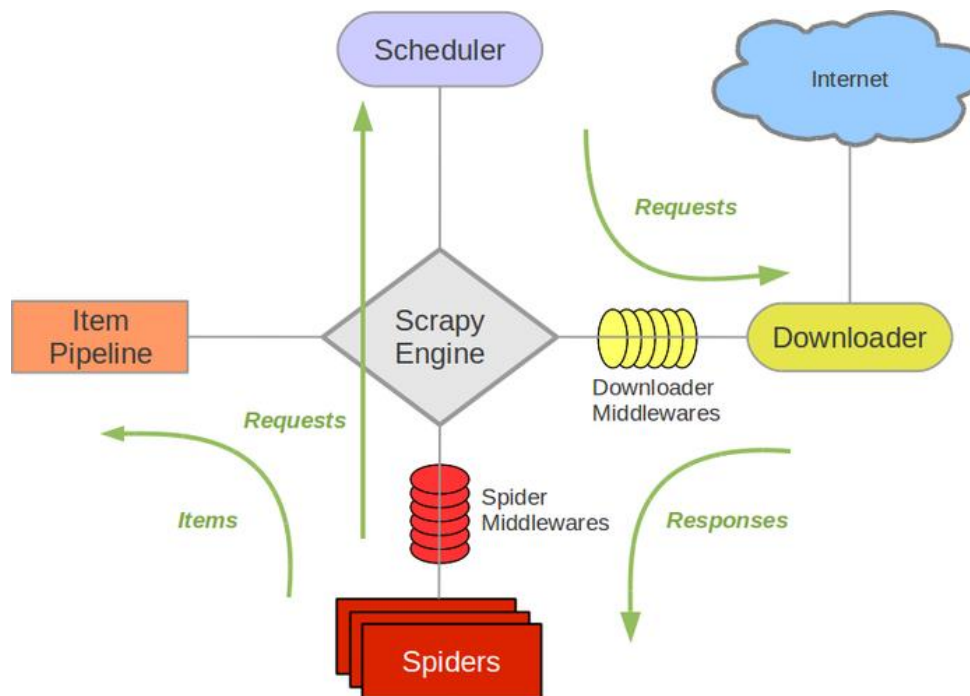 Scheduler
Internet
Requests
Item
Pipeline
Scrapy
Engine
Downloader
Downloader
Middlewares
Requests
Items
Spider
Middlewares
Responses
Spiders